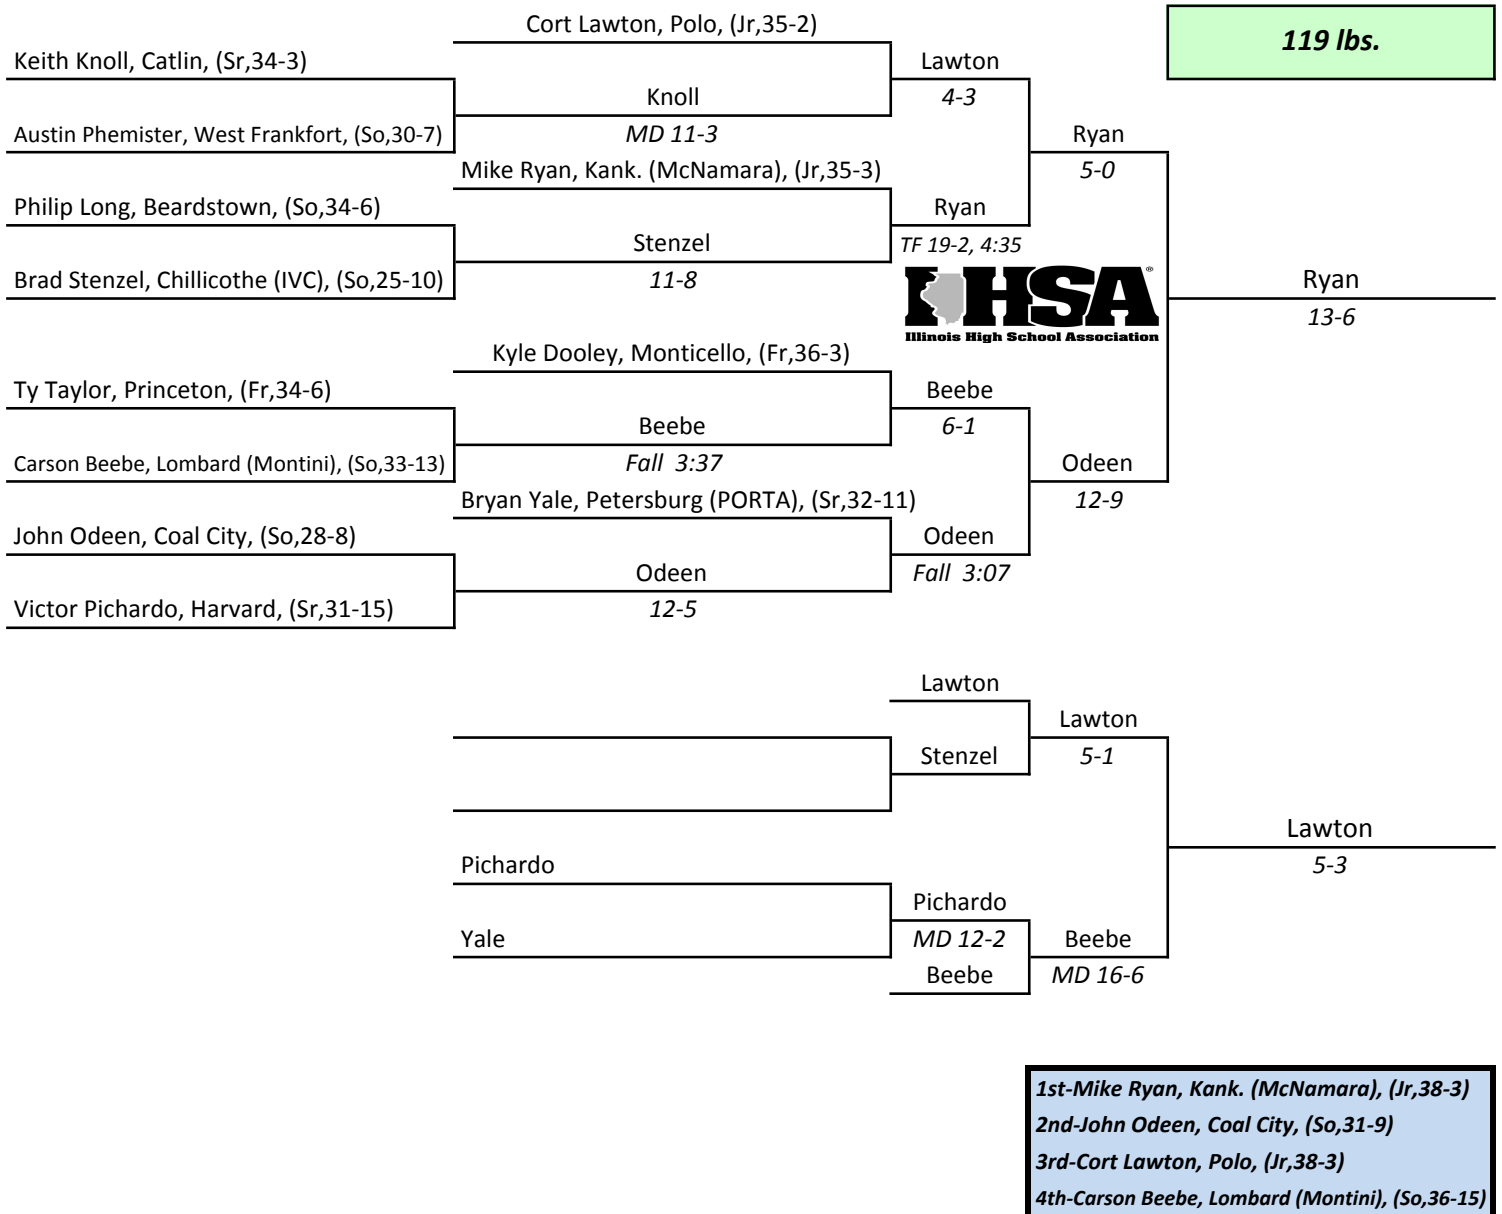 Cort Lawton, Polo, (Jr,35-2)
119 lbs.
Keith Knoll, Catlin, (Sr,34-3)
Lawton
Knoll
4-3
Austin Phemister, West Frankfort, (So,30-7)
MD 11-3
Ryan
Mike Ryan, Kank. (McNamara), (Jr,35-3)
5-0
Philip Long, Beardstown, (So,34-6)
Ryan
Stenzel
TF 19-2, 4:35
Brad Stenzel, Chillicothe (IVC), (So,25-10)
11-8
IHSA®
Illinois High School Association
Ryan
13-6
Kyle Dooley, Monticello, (Fr,36-3)
Ty Taylor, Princeton, (Fr,34-6)
Beebe
Beebe
6-1
Carson Beebe, Lombard (Montini), (So,33-13)
Fall 3:37
Odeen
Bryan Yale, Petersburg (PORTA), (Sr,32-11)
12-9
John Odeen, Coal City, (So,28-8)
Odeen
Odeen
Fall 3:07
Victor Pichardo, Harvard, (Sr,31-15)
12-5
Lawton
Lawton
Stenzel
5-1
Lawton
5-3
Pichardo
Pichardo
Yale
MD 12-2
Beebe
Beebe
MD 16-6
1st-Mike Ryan, Kank. (McNamara), (Jr,38-3)
2nd-John Odeen, Coal City, (So,31-9)
3rd-Cort Lawton, Polo, (Jr,38-3)
4th-Carson Beebe, Lombard (Montini), (So,36-15)